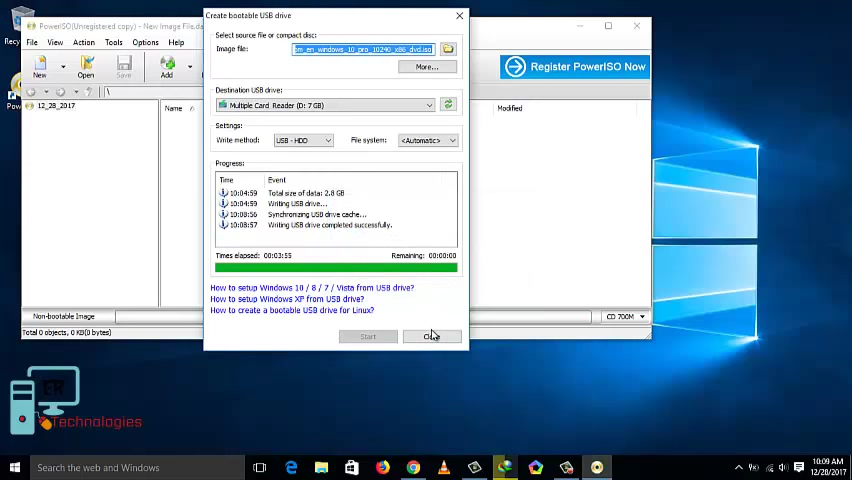 PowerISO(Unregistered copy) - New Image File
Create bootable USB drive
File View Action Tools Options Help
New Open Save Add
Register PowerISO Now
\
12_28_2017
Name
Modified
Select source file or compact disc:
Image file: om_en_windows_10_pro_10240_x86_dvd.iso
More...
Destination USB drive:
Multiple Card Reader (D: 7 GB)
Settings:
Write method: USB - HDD File system: <Automatic>
Progress:
Time Event
10:04:59 Total size of data: 2.8 GB
10:04:59 Writing USB drive...
10:08:56 Synchronizing USB drive cache...
10:08:57 Writing USB drive completed successfully.
Times elapsed: 00:03:55 Remaining: 00:00:00
How to setup Windows 10 / 8 / 7 / Vista from USB drive?
How to setup Windows XP from USB drive?
How to create a bootable USB drive for Linux?
Start Close
Non-bootable Image
CD 700M
Total 0 objects, 0 KB(0 bytes)
Technologies
Search the web and Windows
10:09 AM
12/28/2017